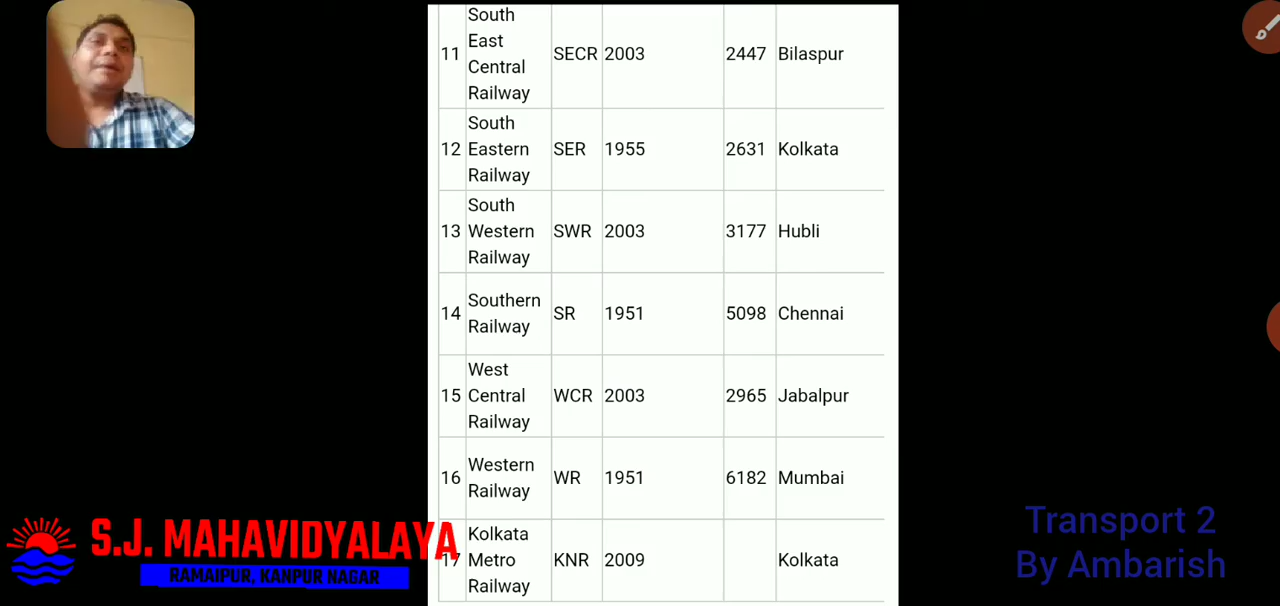 11 South East Central Railway SECR 2003 2447 Bilaspur
12 South Eastern Railway SER 1955 2631 Kolkata
13 South Western Railway SWR 2003 3177 Hubli
14 Southern Railway SR 1951 5098 Chennai
15 West Central Railway WCR 2003 2965 Jabalpur
16 Western Railway WR 1951 6182 Mumbai
17 Kolkata Metro Railway KNR 2009 Kolkata
S.J. MAHAVIDYALAYA
RAMAIPUR, KANPUR NAGAR
Transport 2
By Ambarish